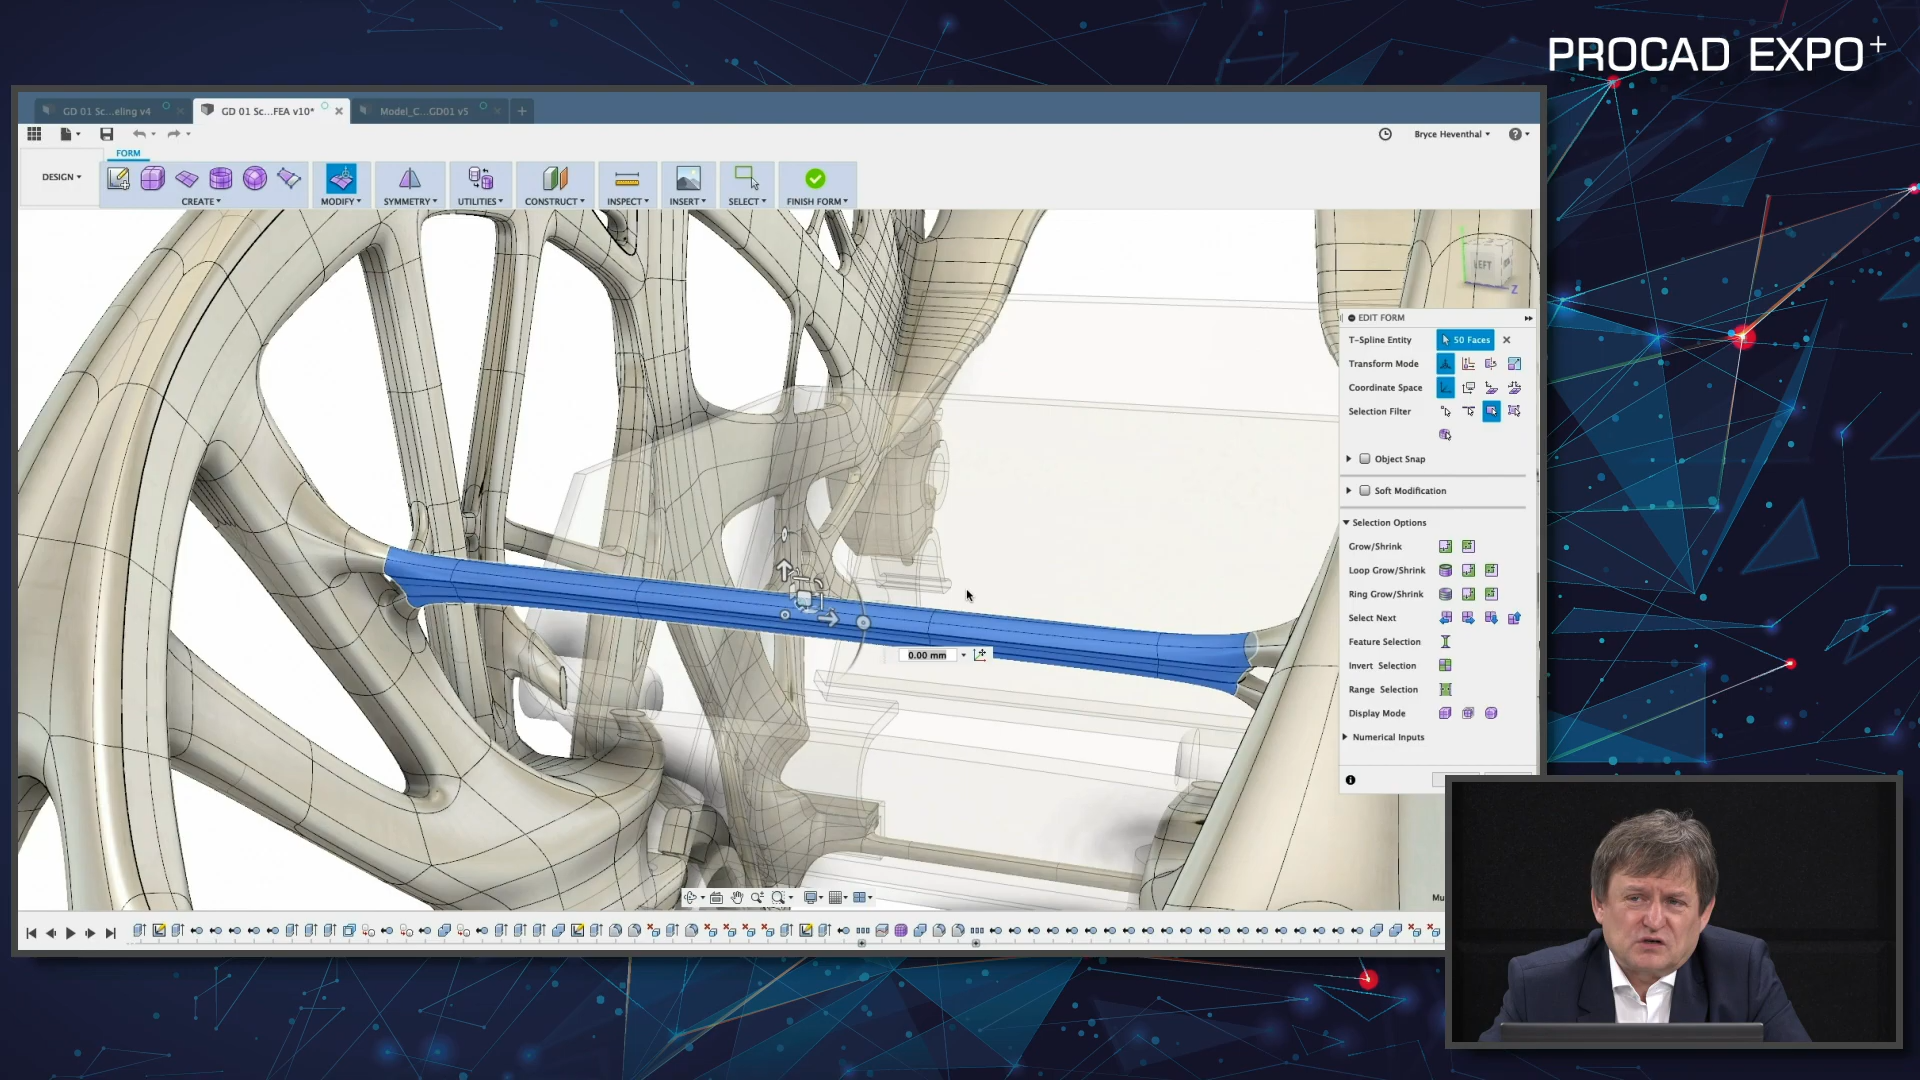 PROCAD EXPO+
GD 01 Sc...eling v4
GD 01 Sc...FEA v10*
Model_C...GD01 v5
Bryce Heventhal
FORM
DESIGN
CREATE
MODIFY
SYMMETRY
UTILITIES
CONSTRUCT
INSPECT
INSERT
SELECT
FINISH FORM
LEFT
Z
EDIT FORM
T-Spline Entity
50 Faces
Transform Mode
Coordinate Space
Selection Filter
Object Snap
Soft Modification
Selection Options
Grow/Shrink
Loop Grow/Shrink
Ring Grow/Shrink
Select Next
Feature Selection
Invert Selection
Range Selection
Display Mode
Numerical Inputs
0.00 mm
Mu